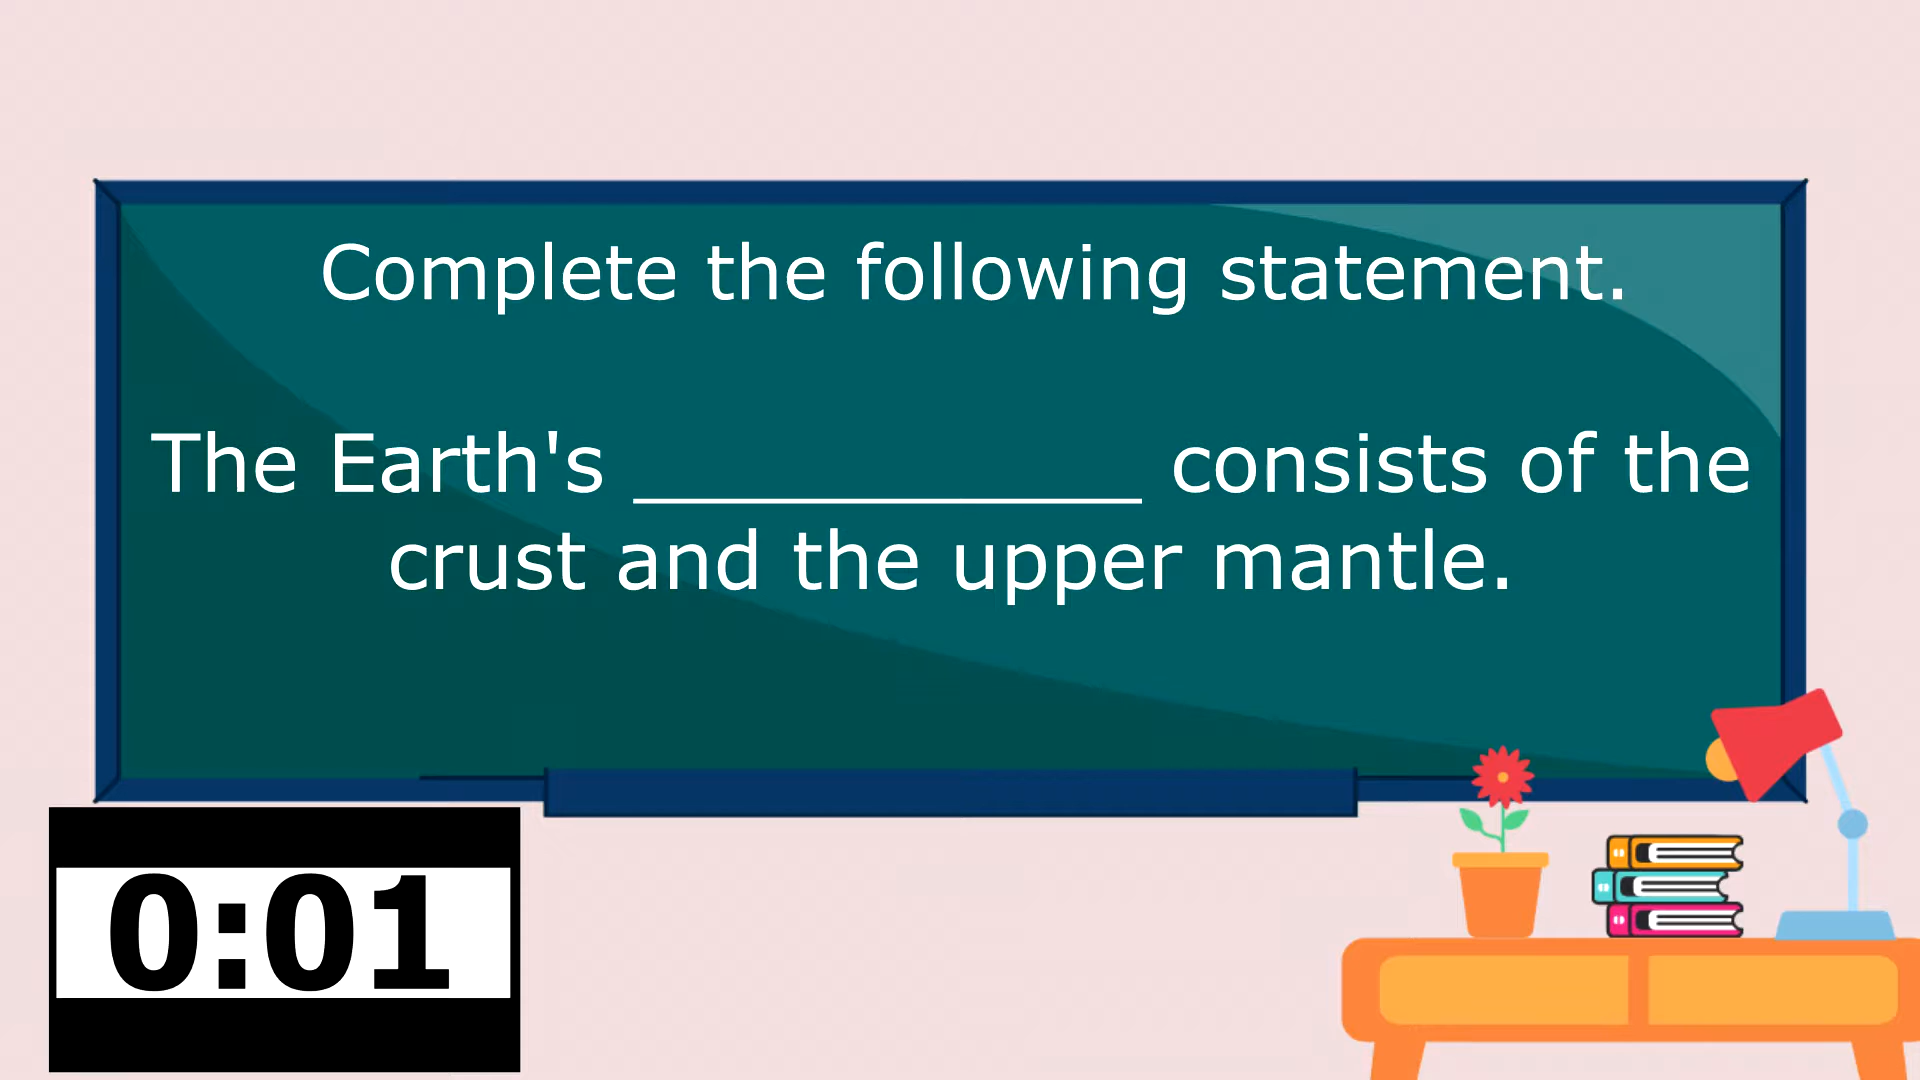 Complete the following statement.
The Earth's _____________ consists of the
crust and the upper mantle.
0:01